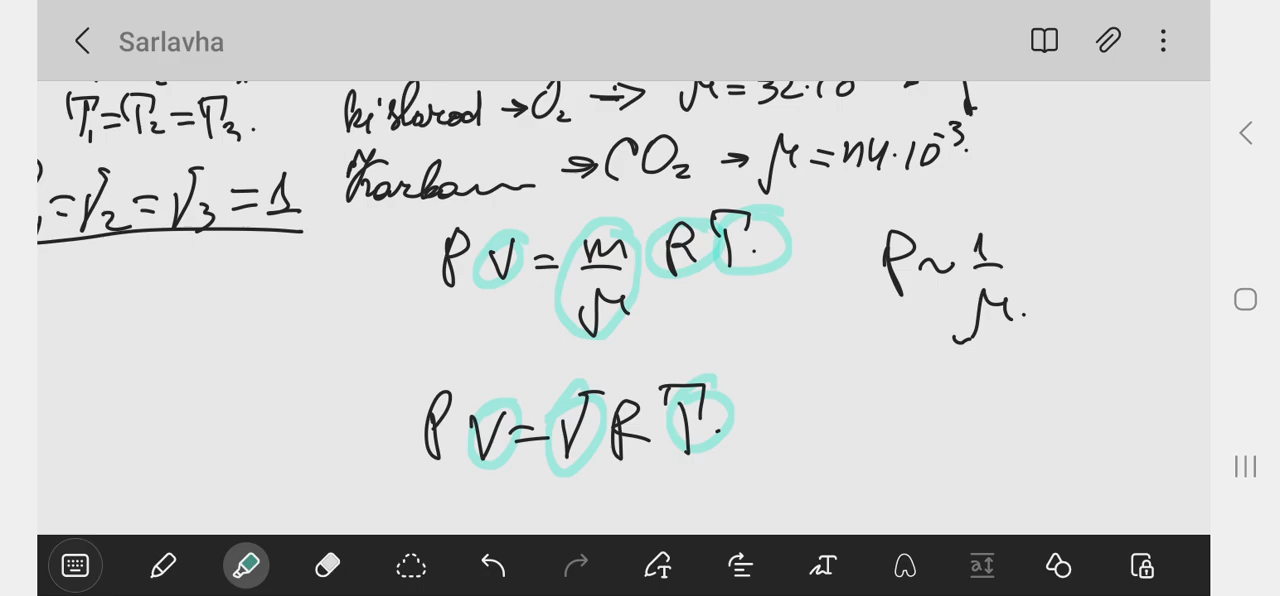 Sarlavha
T₁=T₂=T₃.
kislorod → O₂ → μ = 32·10
Karbon → CO₂ → μ = 44·10⁻³.
=V₂=V₃=1
PV = m/μ RT.
P ~ 1/μ.
PV=νRT.